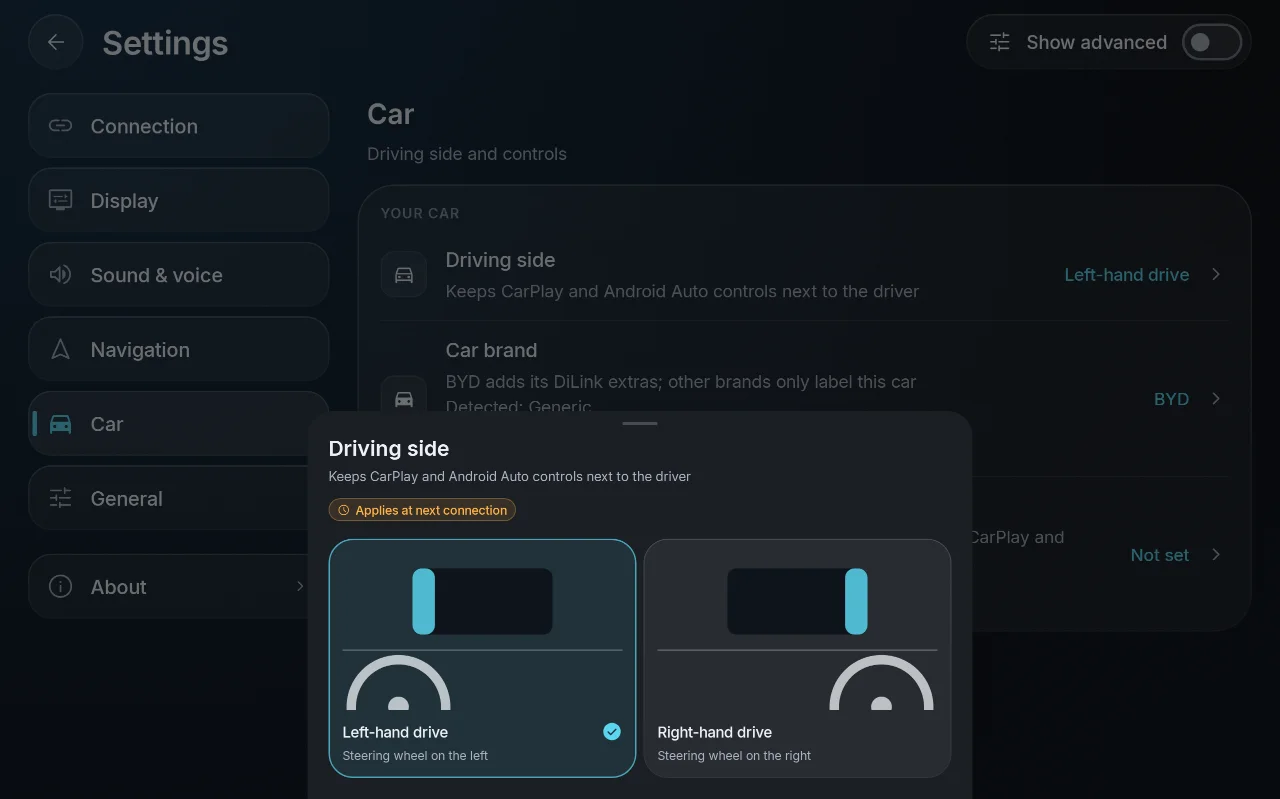 Settings
Show advanced
Connection
Display
Sound & voice
Navigation
Car
General
About
Car
Driving side and controls
YOUR CAR
Driving side
Keeps CarPlay and Android Auto controls next to the driver
Left-hand drive
Car brand
BYD adds its DiLink extras; other brands only label this car
Detected: Generic
BYD
CarPlay and
Not set
Driving side
Keeps CarPlay and Android Auto controls next to the driver
Applies at next connection
Left-hand drive
Steering wheel on the left
Right-hand drive
Steering wheel on the right